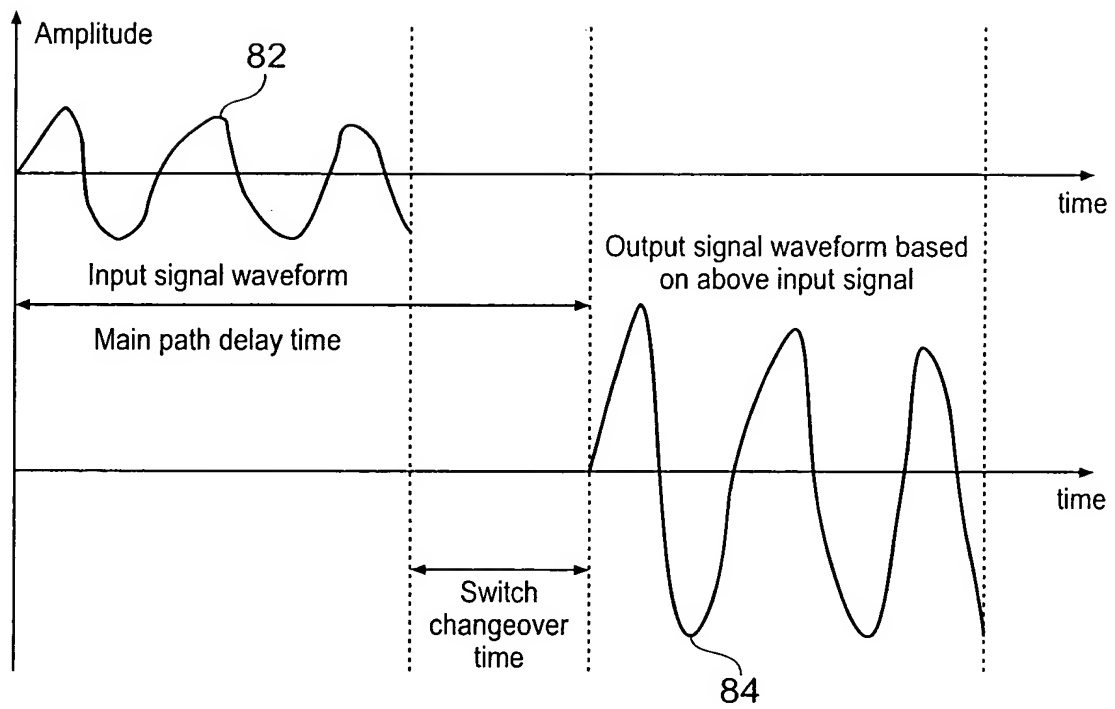 Amplitude
82
time
Input signal waveform
Output signal waveform based
on above input signal
Main path delay time
time
Switch
changeover
time
84